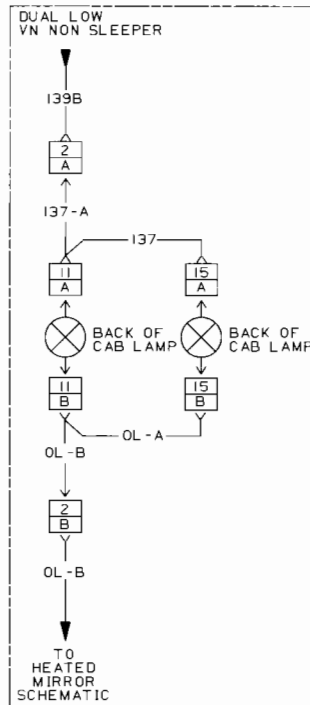 DUAL LOW
VN NON SLEEPER
139B
2
A
137-A
137
11
A
15
A
BACK OF
CAB LAMP
BACK OF
CAB LAMP
11
B
15
B
OL-A
OL-B
2
B
OL-B
TO
HEATED
MIRROR
SCHEMATIC